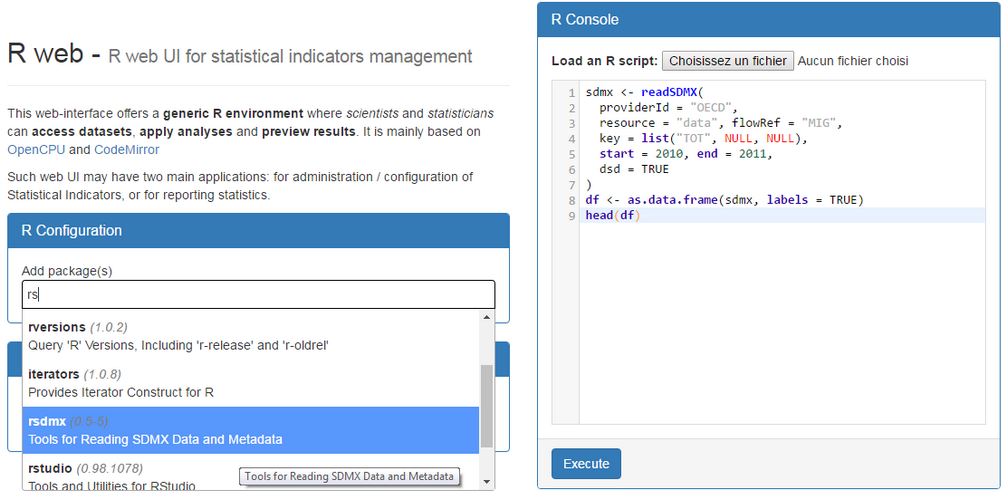 R web - R web UI for statistical indicators management
This web-interface offers a generic R environment where scientists and statisticians
can access datasets, apply analyses and preview results. It is mainly based on
OpenCPU and CodeMirror
Such web UI may have two main applications: for administration / configuration of
Statistical Indicators, or for reporting statistics.
R Configuration
Add package(s)
rs
rversions (1.0.2)
Query 'R' Versions, Including 'r-release' and 'r-oldrel'
iterators (1.0.8)
Provides Iterator Construct for R
rsdmx (0.5-5)
Tools for Reading SDMX Data and Metadata
rstudio (0.98.1078)
Tools and Utilities for RStudio
Tools for Reading SDMX Data and Metadata
R Console
Load an R script: Choisissez un fichier Aucun fichier choisi
1 sdmx <- readSDMX(
2 providerId = "OECD",
3 resource = "data", flowRef = "MIG",
4 key = list("TOT", NULL, NULL),
5 start = 2010, end = 2011,
6 dsd = TRUE
7 )
8 df <- as.data.frame(sdmx, labels = TRUE)
9 head(df)
Execute